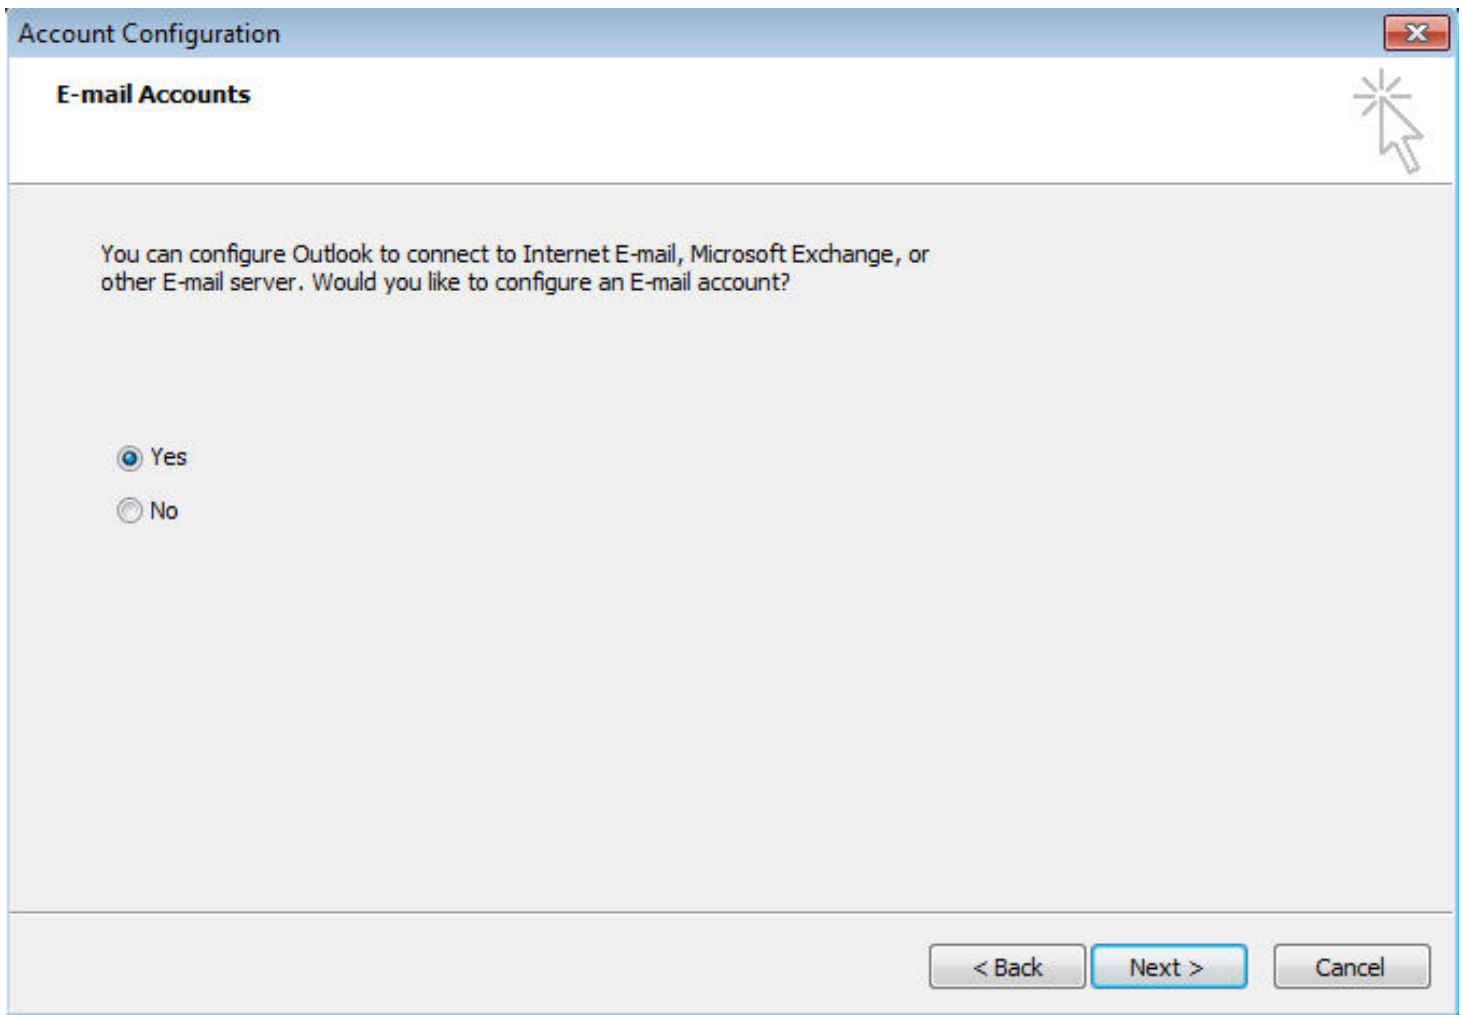 Account Configuration
E-mail Accounts
You can configure Outlook to connect to Internet E-mail, Microsoft Exchange, or
other E-mail server. Would you like to configure an E-mail account?
Yes
No
< Back
Next >
Cancel